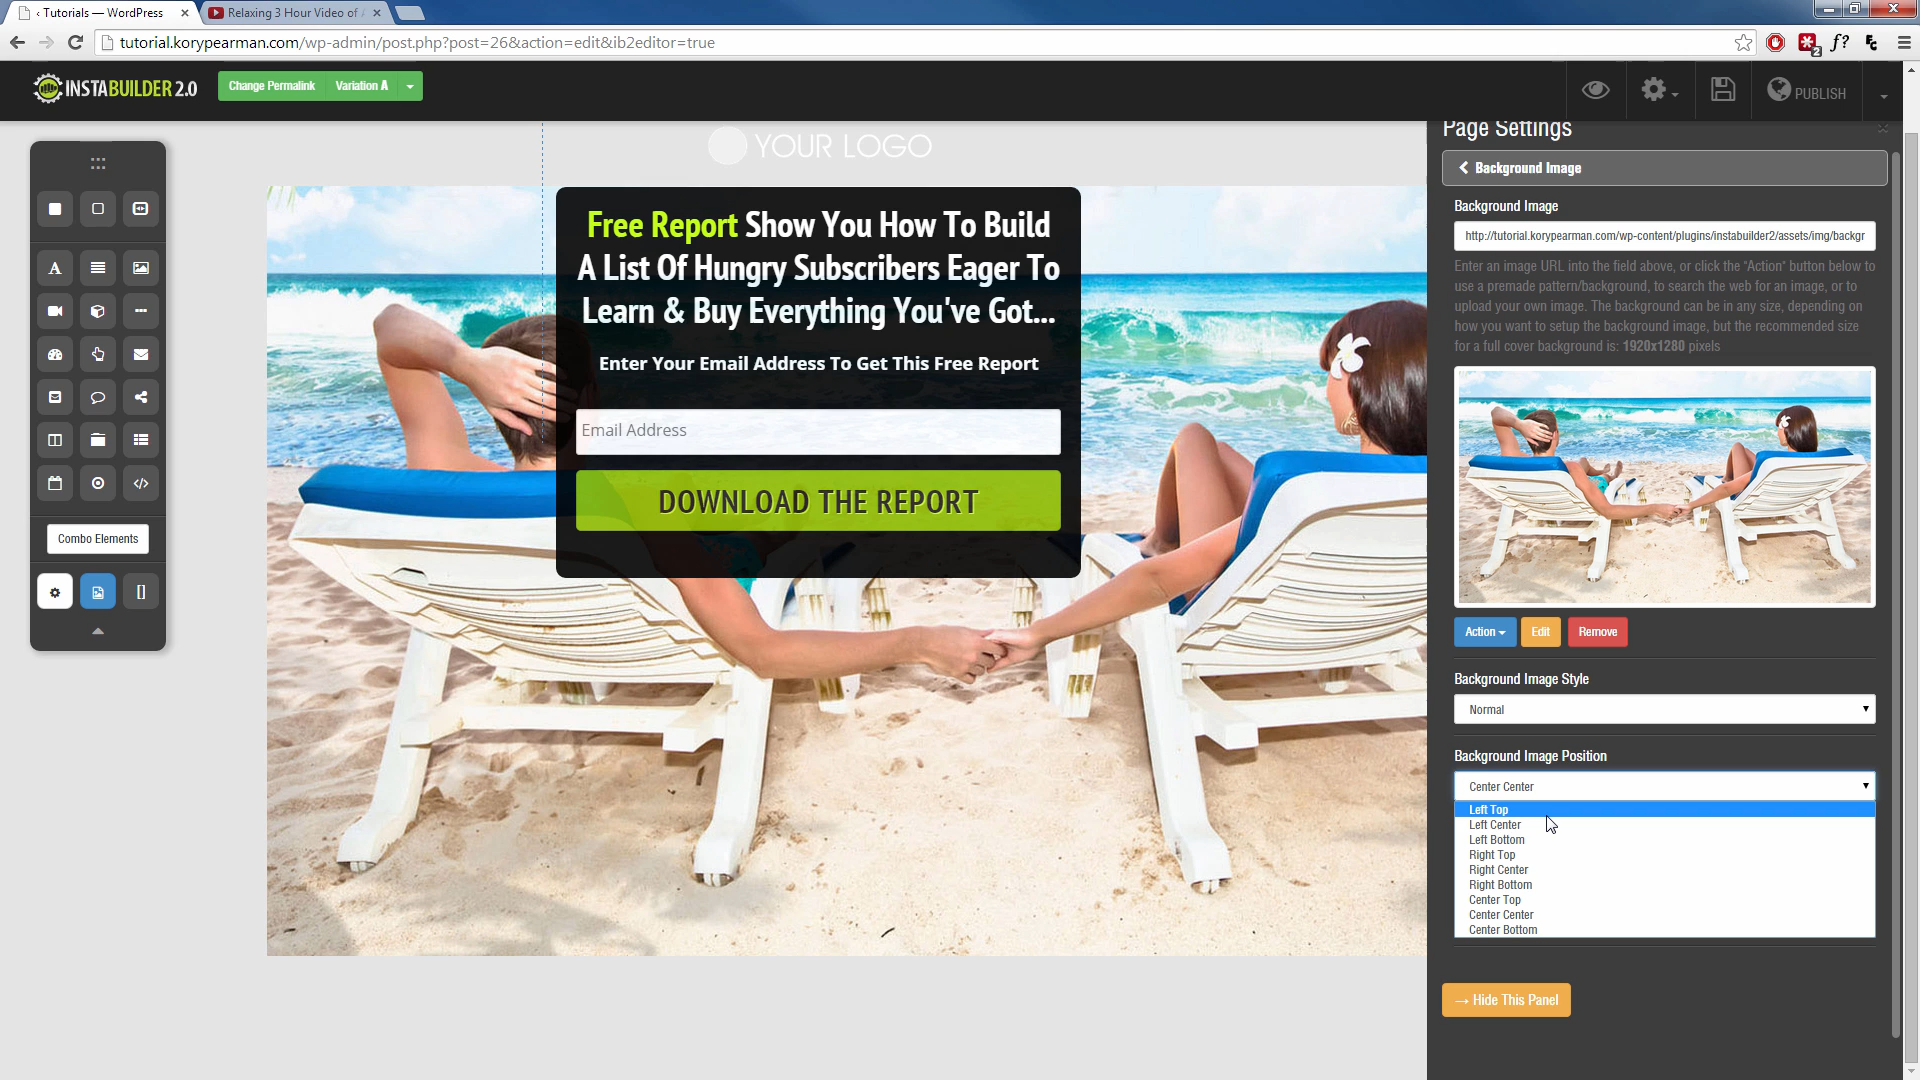 ‹ Tutorials — WordPress
Relaxing 3 Hour Video of
tutorial.korypearman.com/wp-admin/post.php?post=26&action=edit&ib2editor=true
2
f?
INSTABUILDER 2.0
Change Permalink
Variation A
PUBLISH
YOUR LOGO
Free Report Show You How To Build
A List Of Hungry Subscribers Eager To
Learn & Buy Everything You've Got...
Enter Your Email Address To Get This Free Report
Email Address
DOWNLOAD THE REPORT
A
</>
Combo Elements
[]
Page Settings
Background Image
Background Image
http://tutorial.korypearman.com/wp-content/plugins/instabuilder2/assets/img/backgr
Enter an image URL into the field above, or click the "Action" button below to
use a premade pattern/background, to search the web for an image, or to
upload your own image. The background can be in any size, depending on
how you want to setup the background image, but the recommended size
for a full cover background is: 1920x1280 pixels
Action
Edit
Remove
Background Image Style
Normal
Background Image Position
Center Center
Left Top
Left Center
Left Bottom
Right Top
Right Center
Right Bottom
Center Top
Center Center
Center Bottom
→ Hide This Panel